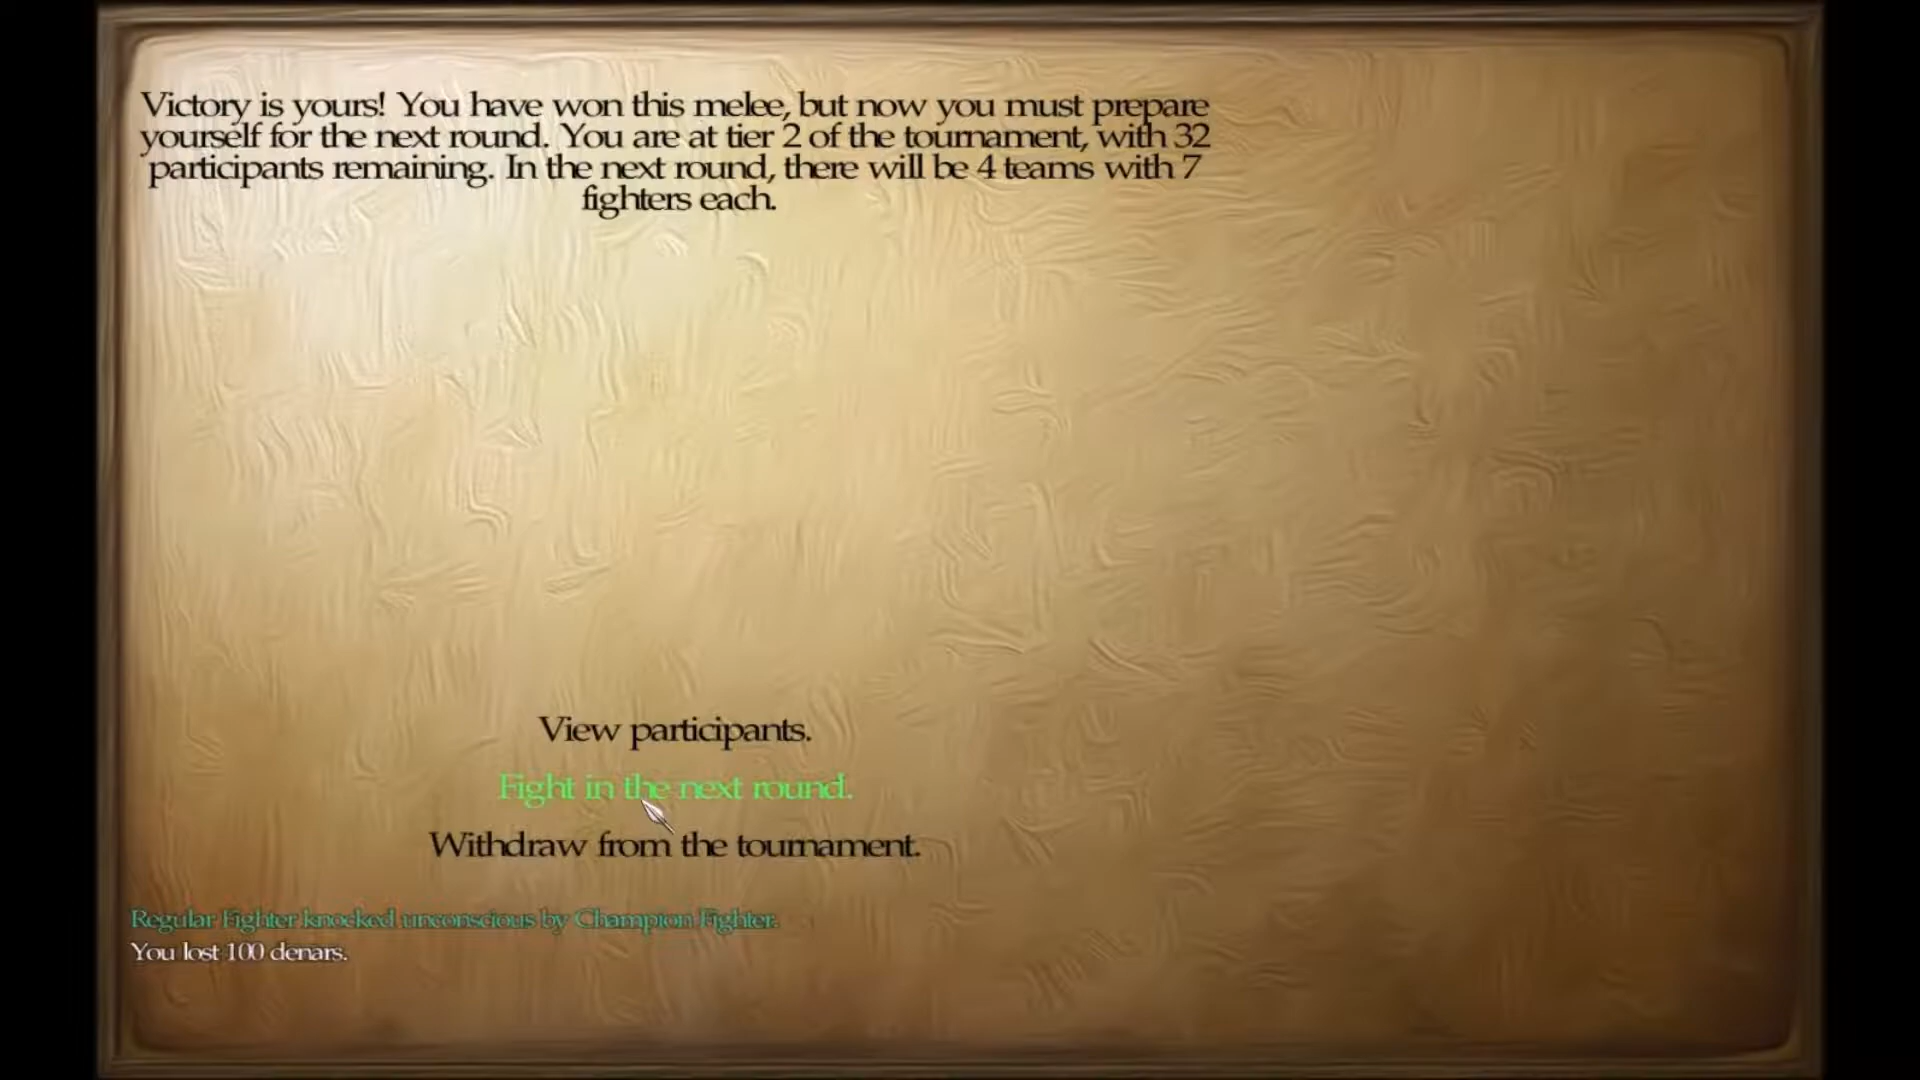 Victory is yours! You have won this melee, but now you must prepare
yourself for the next round. You are at tier 2 of the tournament, with 32
participants remaining. In the next round, there will be 4 teams with 7
fighters each.
View participants.
Fight in the next round.
Withdraw from the tournament.
Regular Fighter knocked unconscious by Champion Fighter.
You lost 100 denars.